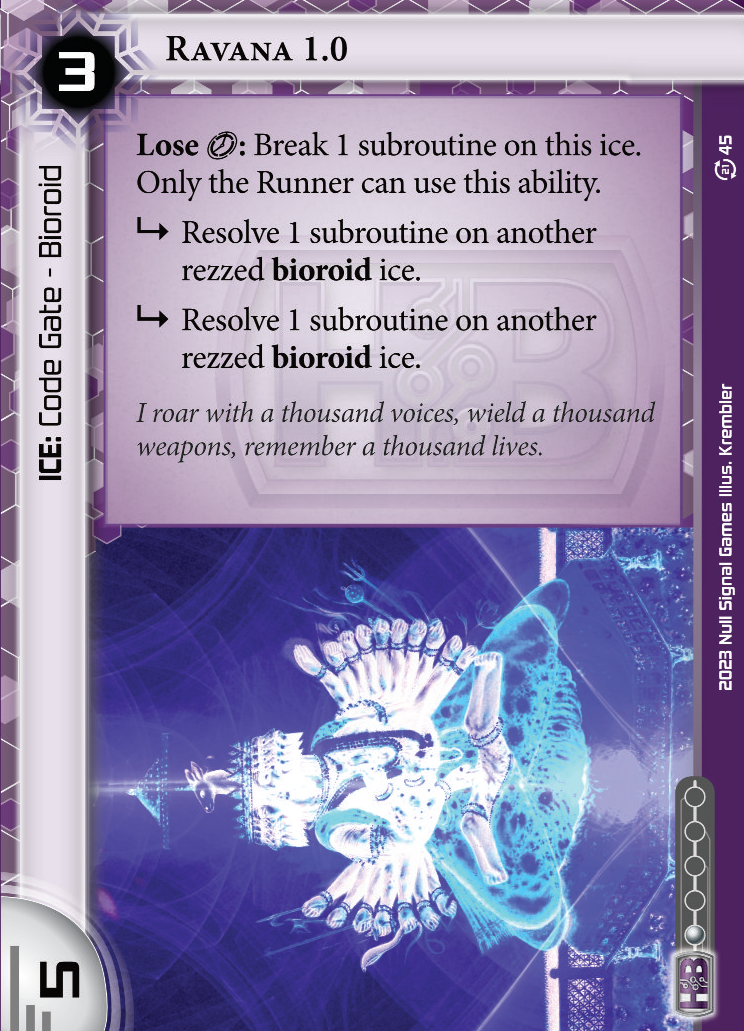 3
Ravana 1.0
Lose : Break 1 subroutine on this ice.
Only the Runner can use this ability.
↳ Resolve 1 subroutine on another
rezzed bioroid ice.
↳ Resolve 1 subroutine on another
rezzed bioroid ice.
I roar with a thousand voices, wield a thousand
weapons, remember a thousand lives.
ICE: Code Gate - Bioroid
5
21 45
2023 Null Signal Games Illus. Krembler
HB